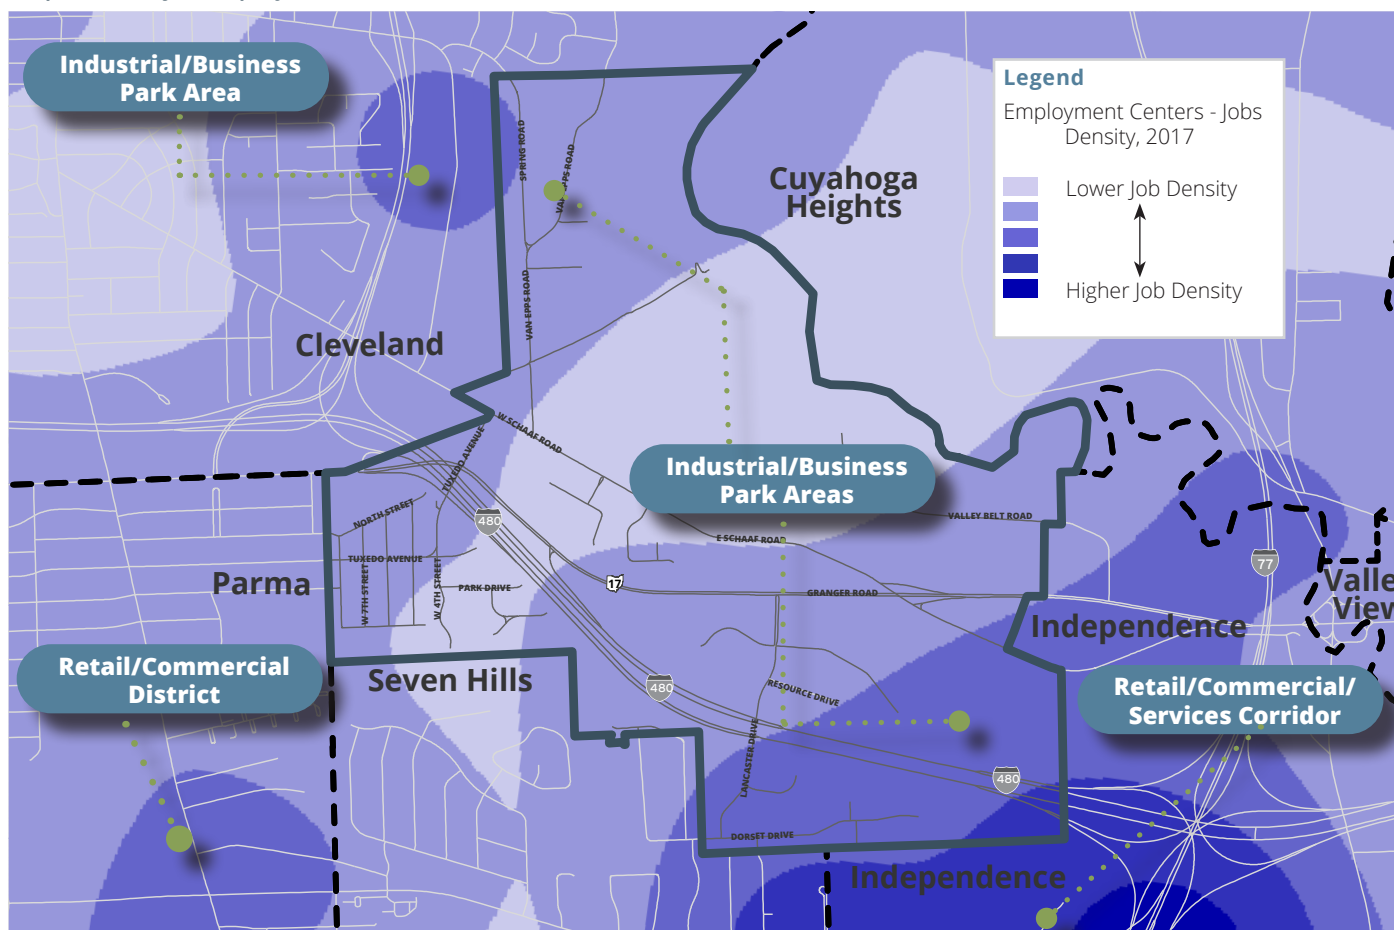 Industrial/Business
Park Area
Legend
Employment Centers - Jobs
Density, 2017
Lower Job Density
Higher Job Density
SPRING ROAD
Cuyahoga
Heights
VAN EPPS ROAD
Cleveland
W SCHAAF ROAD
TUXEDO AVENUE
Industrial/Business
Park Areas
NORTH STREET
480
VALLEY BELT ROAD
E SCHAAF ROAD
TUXEDO AVENUE
77
Parma
W 7TH STREET
W 4TH STREET
PARK DRIVE
17
GRANGER ROAD
Valle
View
Independence
Retail/Commercial
District
Seven Hills
480
RESOURCE DRIVE
Retail/Commercial/
Services Corridor
LANCASTER DRIVE
480
DORSET DRIVE
Independence